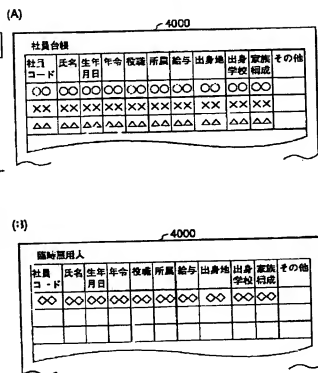 (A)
4000
社員台帳
社員コード 氏名 生年月日 年令 役職 所属 給与 出身地 出身学校 家族構成 その他
○○ ○○ ○○ ○○ ○○ ○○ ○○ ○○ ○○ ○○
×× ×× ×× ×× ×× ×× ×× ×× ×× ××
△△ △△ △△ △△ △△ △△ △△ △△ △△ △△
(B)
4000
臨時雇用人
社員コード 氏名 生年月日 年令 役職 所属 給与 出身地 出身学校 家族構成 その他
◇◇ ◇◇ ◇◇ ◇◇ ◇◇ ◇◇ ◇◇ ◇◇ ◇◇ ◇◇